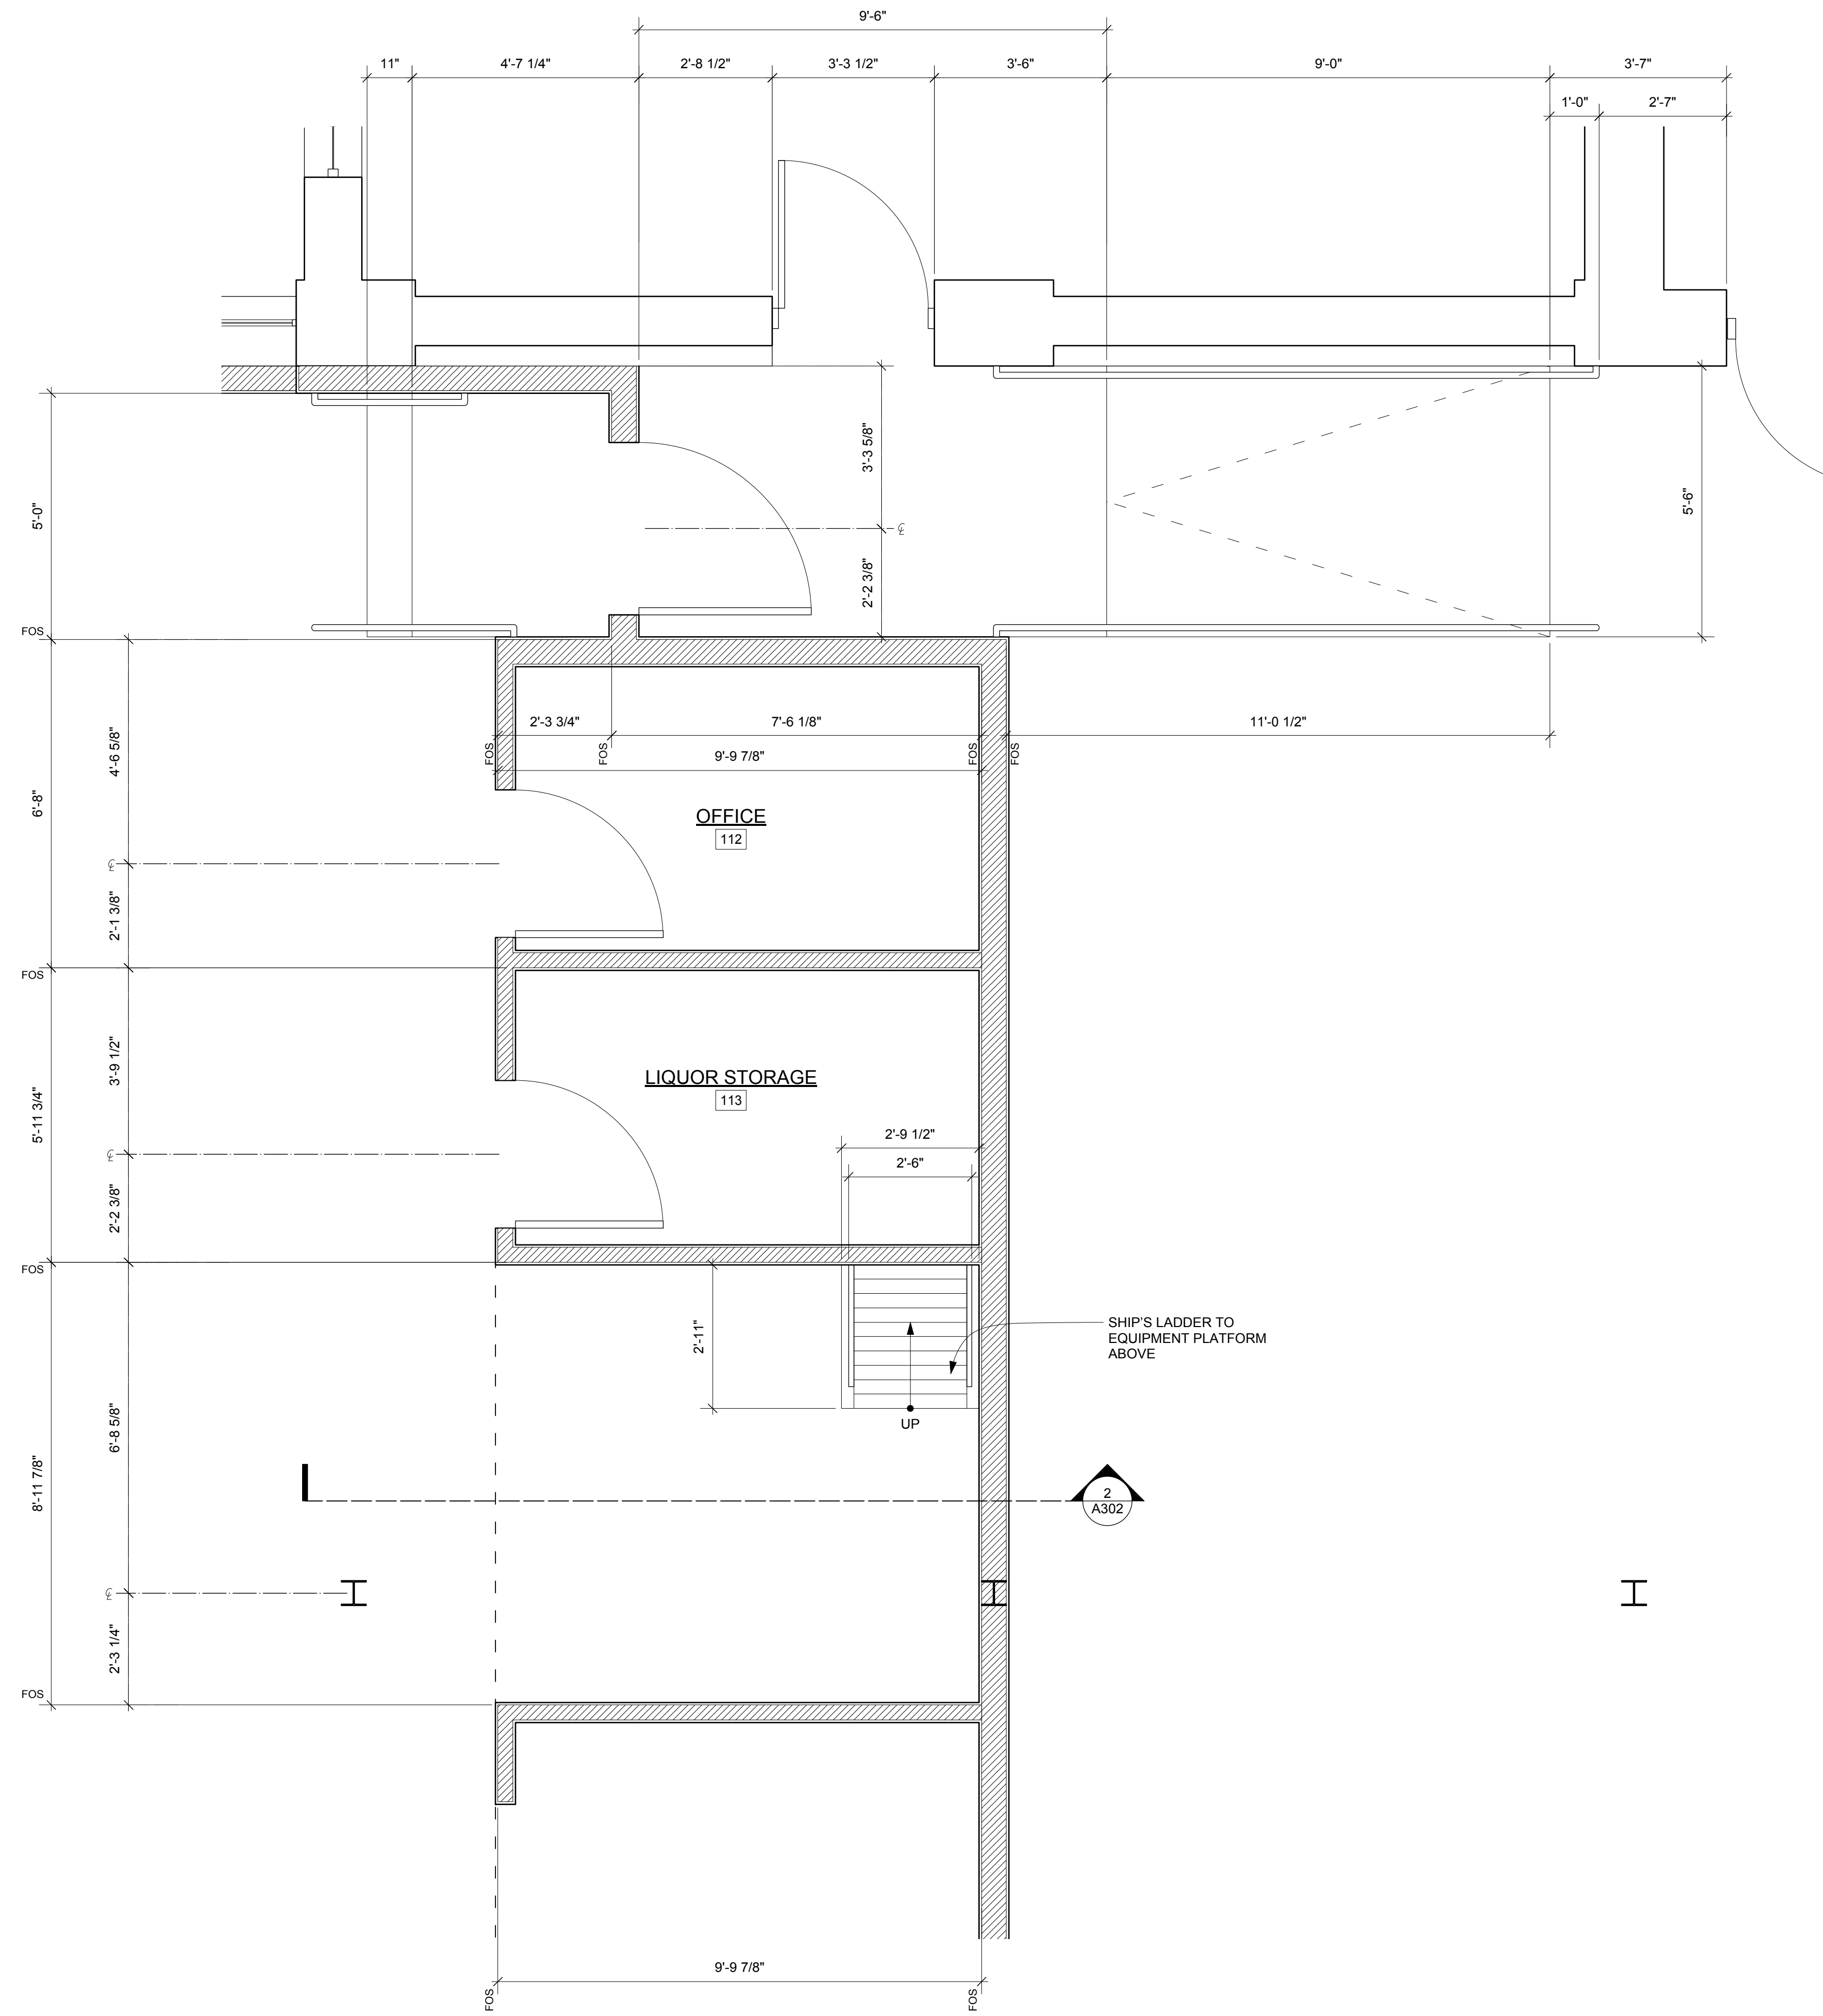 9'-6"
11"
4'-7 1/4"
2'-8 1/2"
3'-3 1/2"
3'-6"
9'-0"
3'-7"
1'-0"
2'-7"
3'-3 5/8"
℄
2'-2 3/8"
5'-6"
5'-0"
FOS
4'-6 5/8"
6'-8"
℄
2'-1 3/8"
FOS
2'-3 3/4"
7'-6 1/8"
11'-0 1/2"
FOS
FOS
FOS
FOS
9'-9 7/8"
OFFICE
112
3'-9 1/2"
5'-11 3/4"
℄
2'-2 3/8"
FOS
LIQUOR STORAGE
113
2'-9 1/2"
2'-6"
2'-11"
SHIP'S LADDER TO
EQUIPMENT PLATFORM
ABOVE
UP
6'-8 5/8"
8'-11 7/8"
2
A302
℄
2'-3 1/4"
FOS
9'-9 7/8"
FOS
FOS